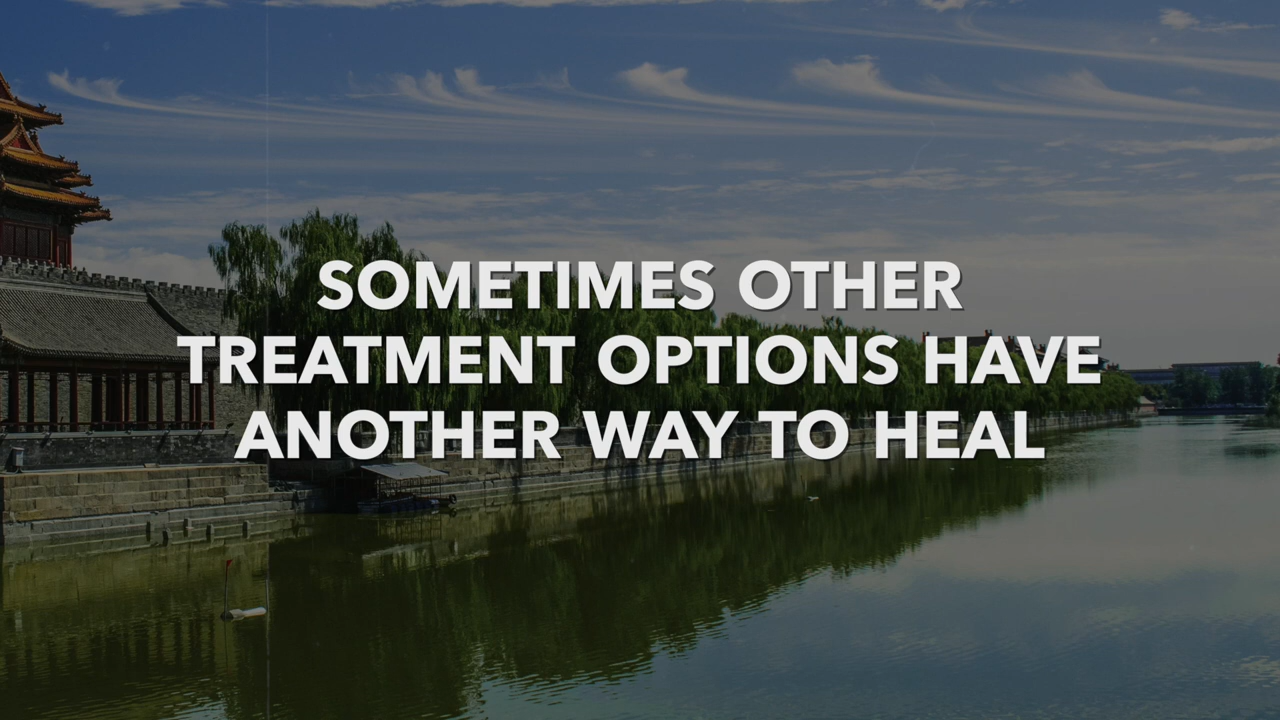 SOMETIMES OTHER
TREATMENT OPTIONS HAVE
ANOTHER WAY TO HEAL